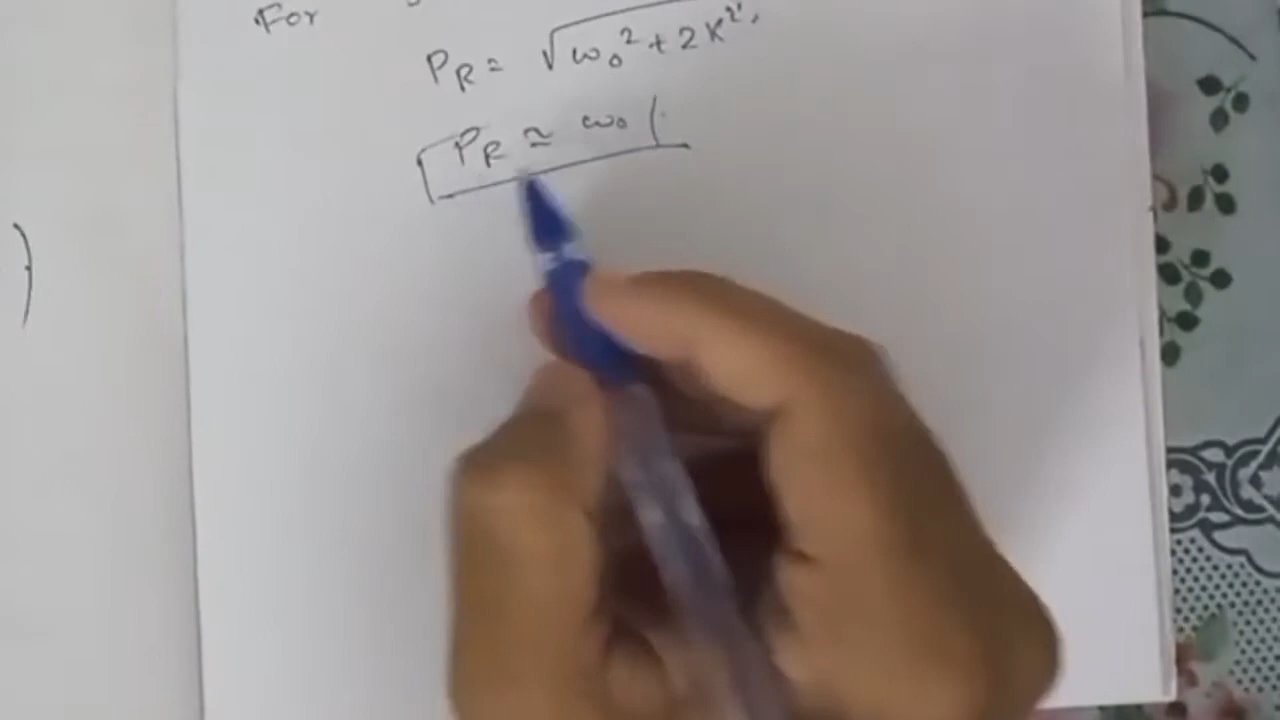 For
P_R = √ω₀² + 2K²
P_R ≃ ω₀
)